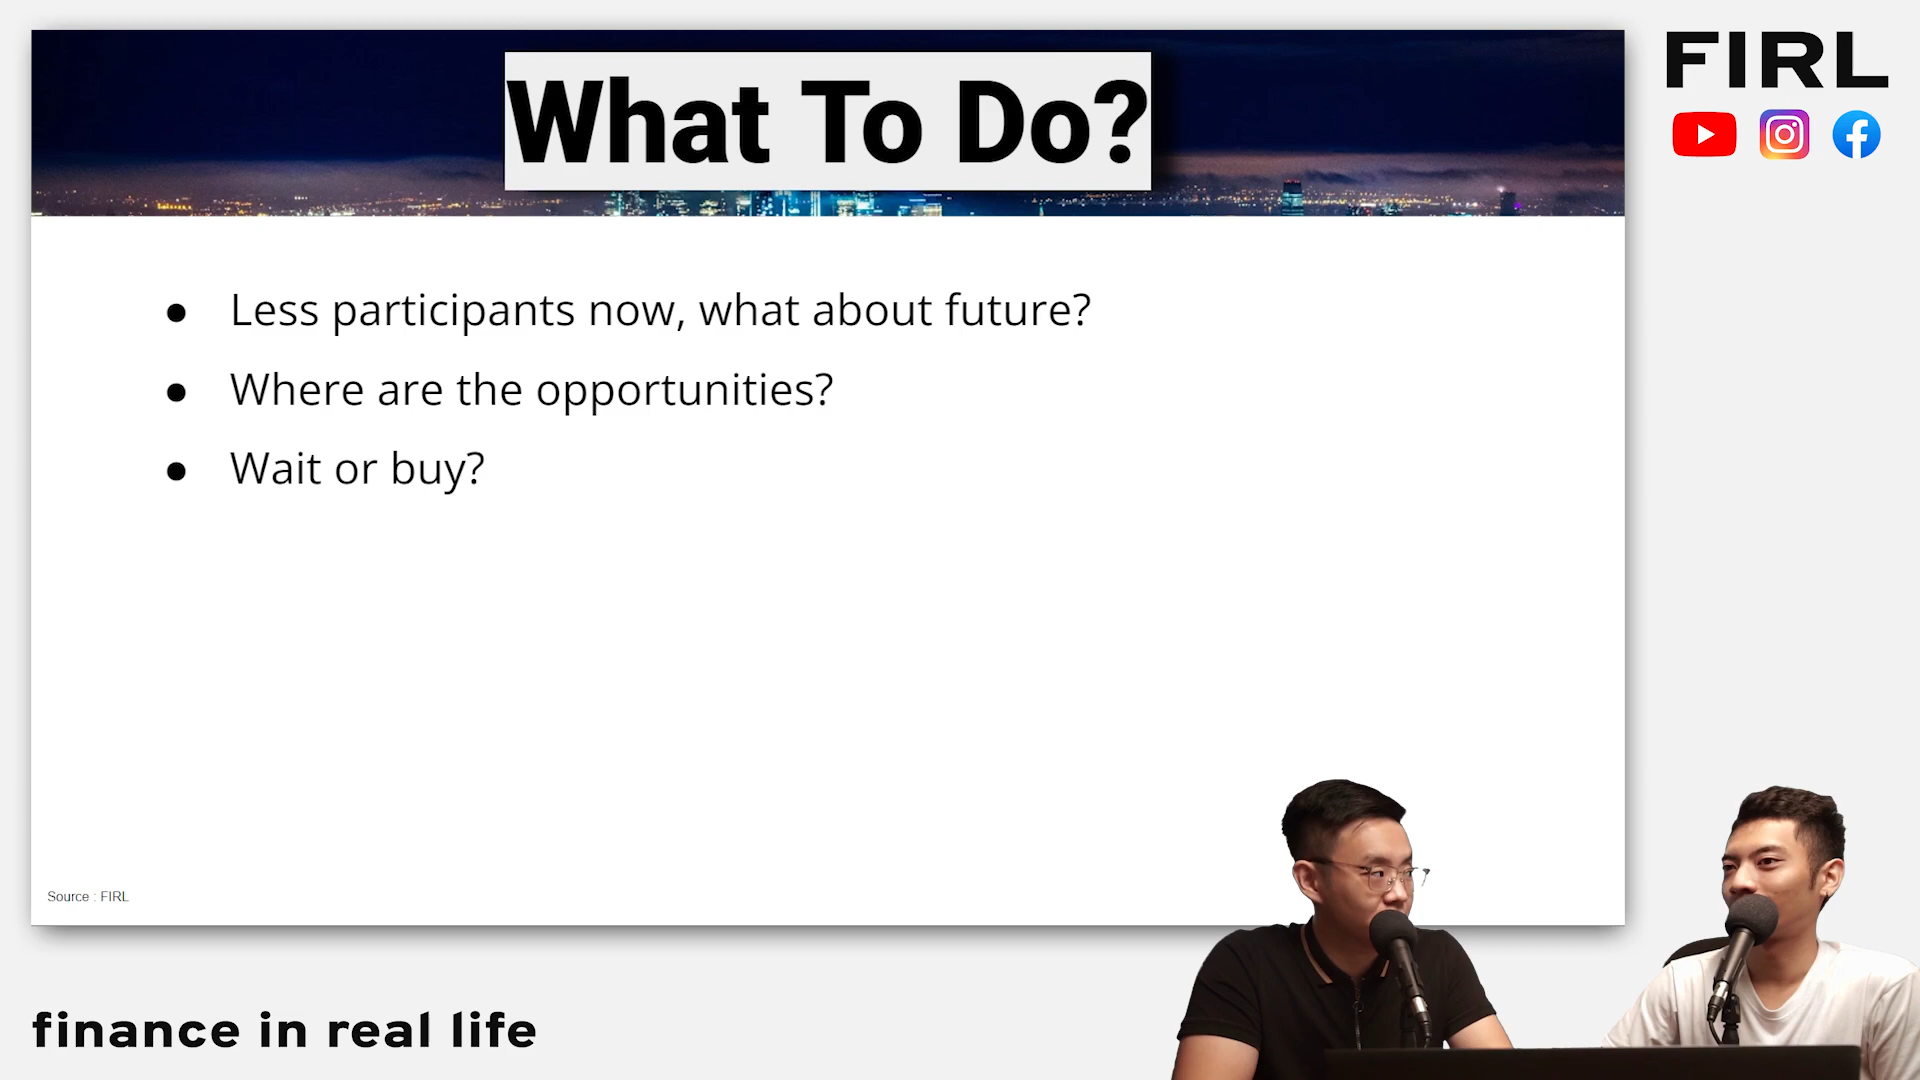 What To Do?
FIRL
● Less participants now, what about future?
● Where are the opportunities?
● Wait or buy?
Source : FIRL
finance in real life